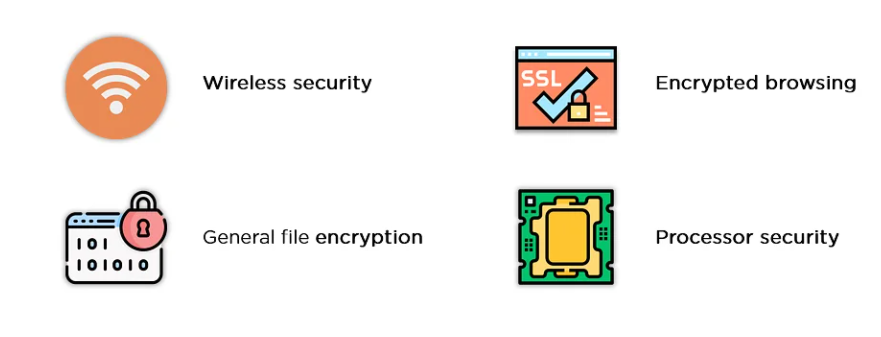 Wireless security
SSL
Encrypted browsing
101
101010
General file encryption
Processor security